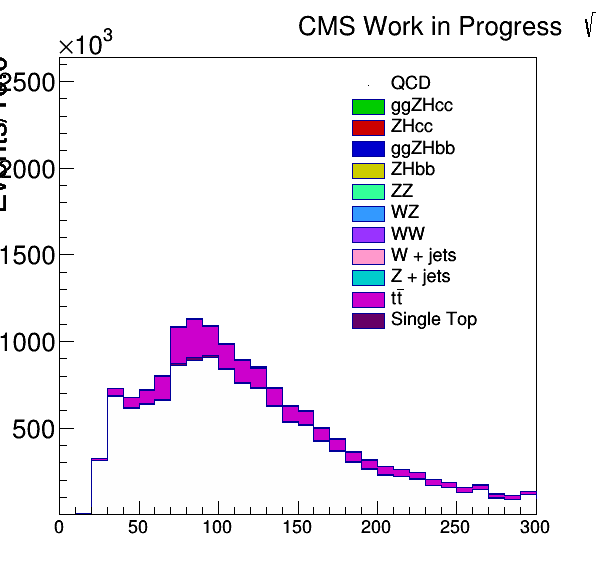 CMS Work in Progress √
×10³
2500
2000
1500
1000
500
QCD
ggZHcc
ZHcc
ggZHbb
ZHbb
ZZ
WZ
WW
W + jets
Z + jets
tt̄
Single Top
0 50 100 150 200 250 300